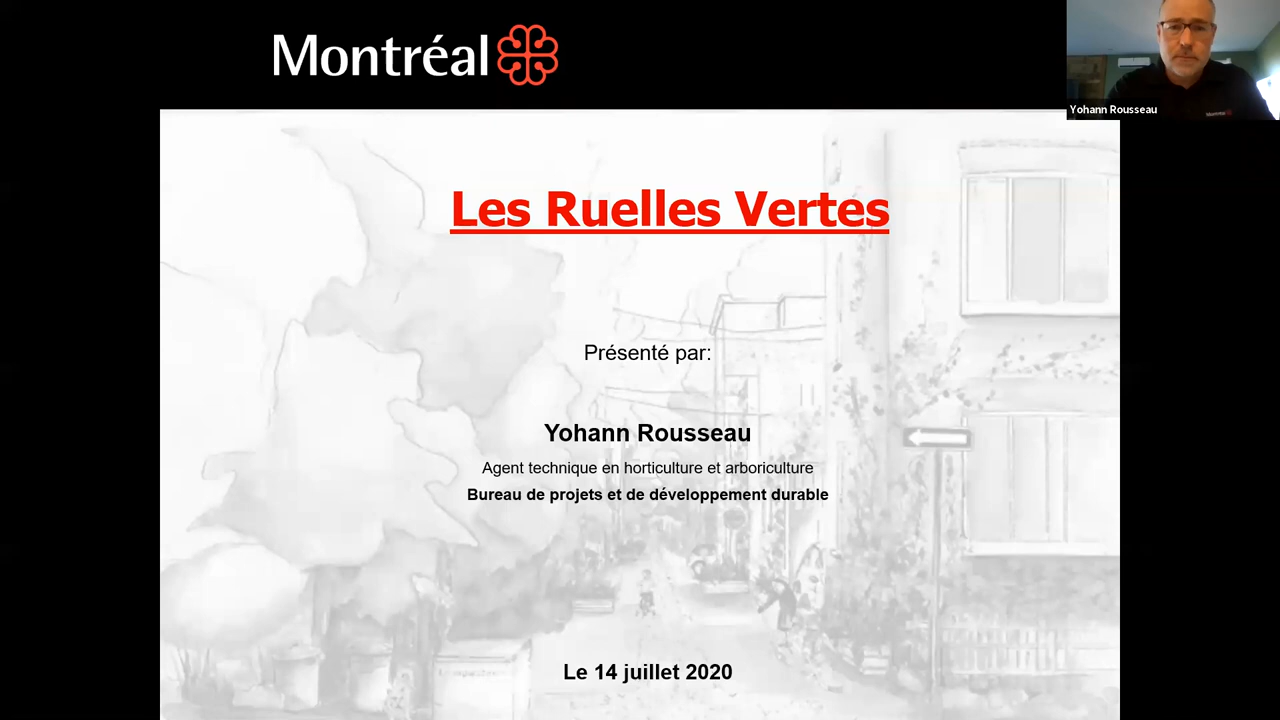 Montréal
Yohann Rousseau
Les Ruelles Vertes
Présenté par:
Yohann Rousseau
Agent technique en horticulture et arboriculture
Bureau de projets et de développement durable
Le 14 juillet 2020